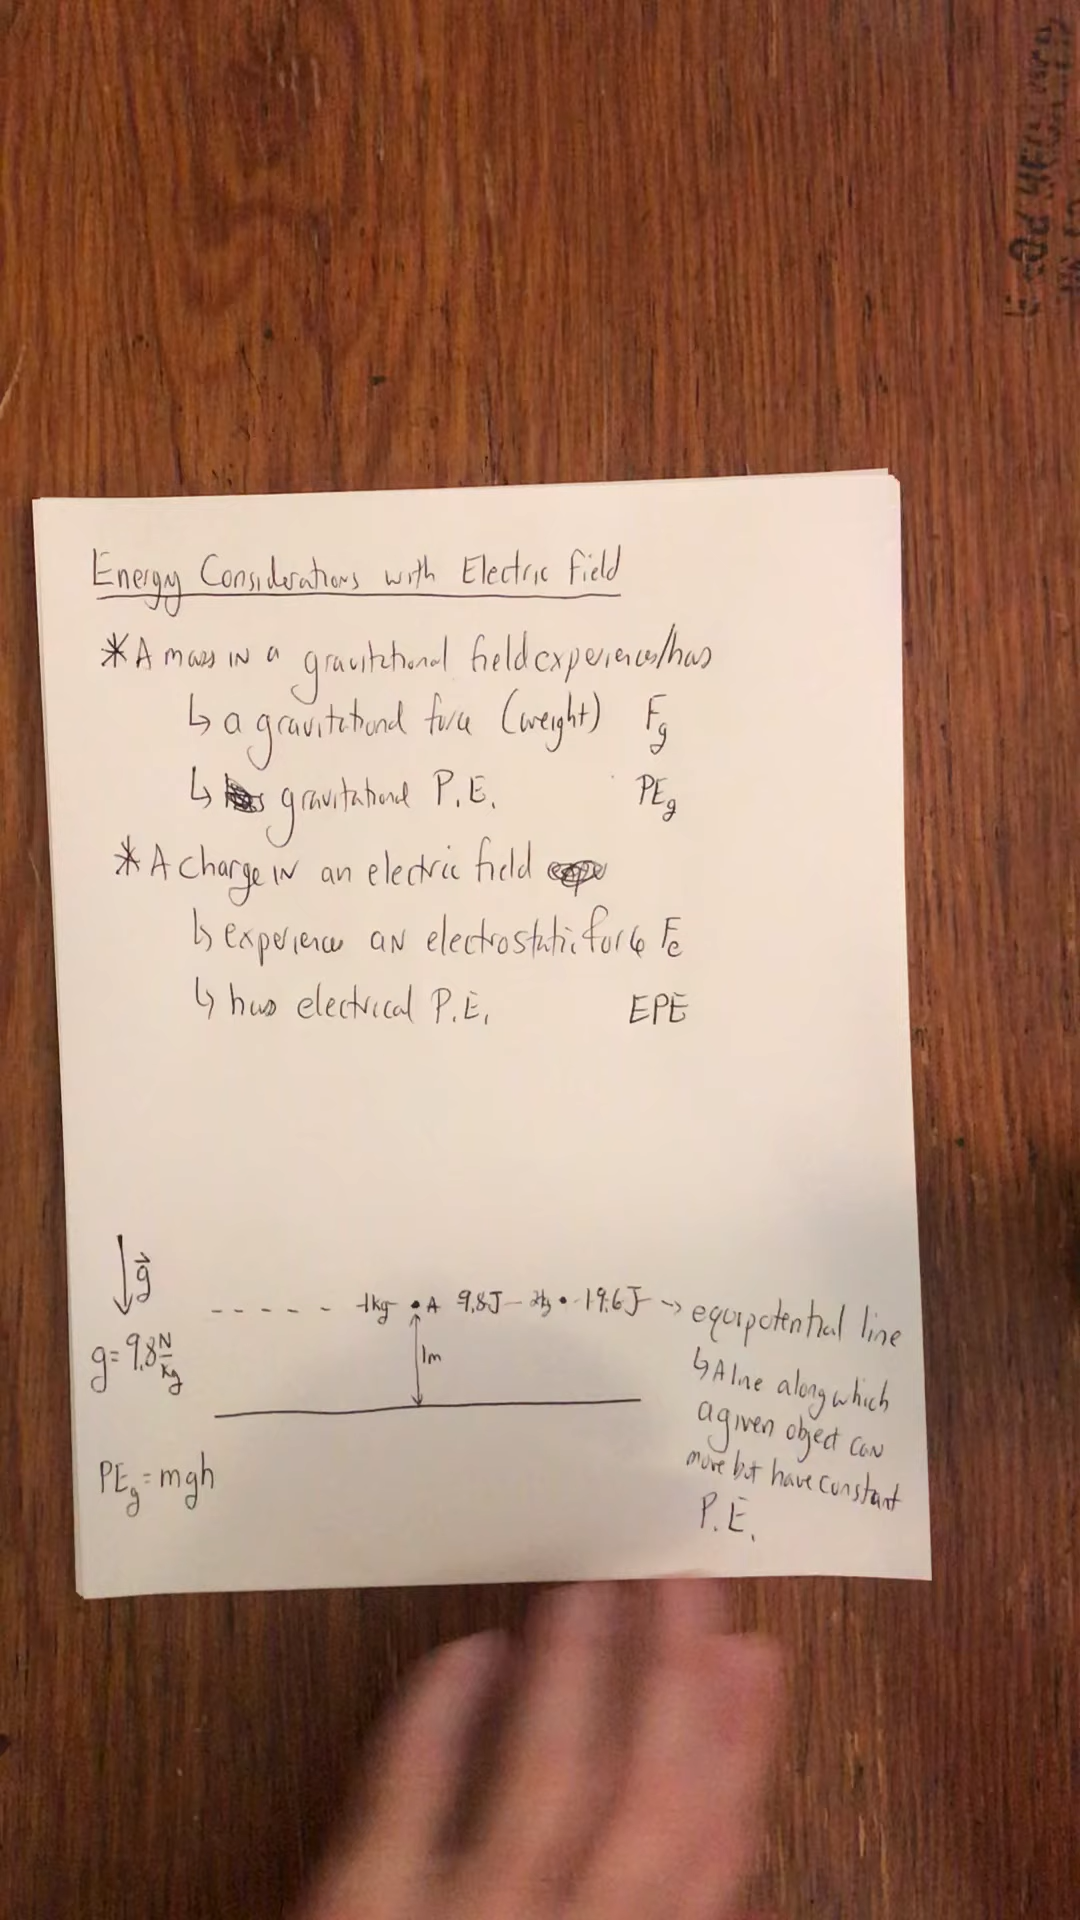 Energy Considerations with Electric Field
* A mass in a gravitational field experiences/has
↳ a gravitational force (weight) Fg
↳ gravitational P.E. PEg
* A charge in an electric field
↳ experiences an electrostatic force Fe
↳ has electrical P.E. EPE
g
1kg • A 9.8J 2kg • 19.6J → equipotential line
g = 9.8 N/kg
1m
↳ A line along which
a given object can
move but have constant
P.E.
PEg = mgh